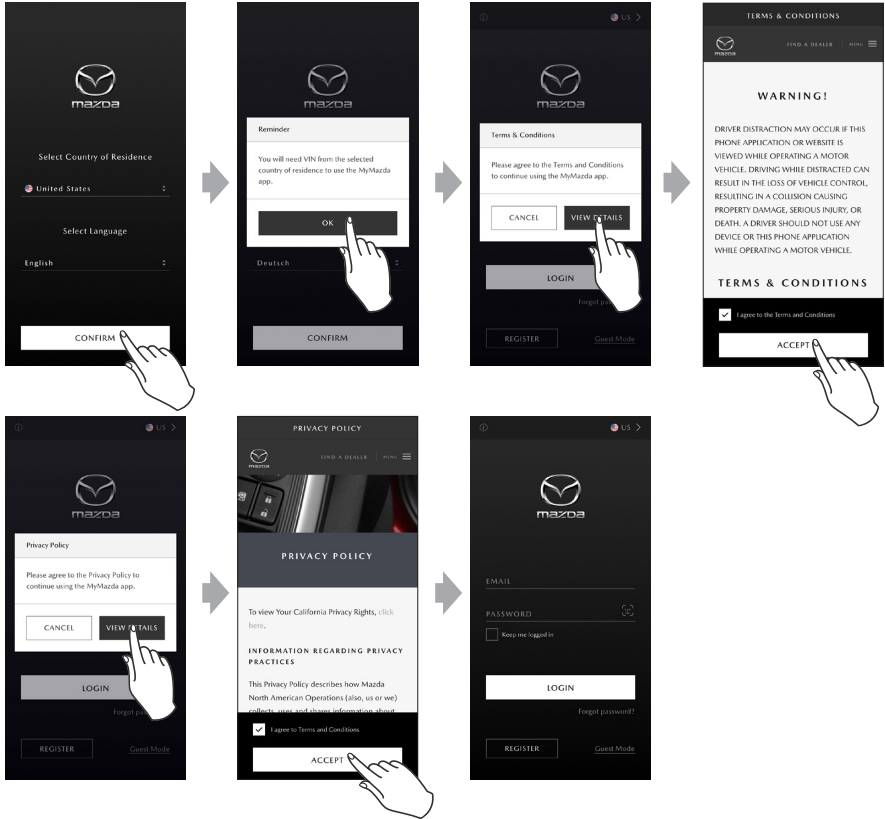 mazda
Select Country of Residence
United States
Select Language
English
CONFIRM
mazda
Reminder
You will need VIN from the selected
country of residence to use the MyMazda
app.
OK
Deutsch
CONFIRM
US
mazda
Terms & Conditions
Please agree to the Terms and Conditions
to continue using the MyMazda app.
CANCEL
VIEW DETAILS
LOGIN
Forgot
REGISTER
Guest Mode
TERMS & CONDITIONS
mazda
FIND A DEALER
MENU
WARNING!
DRIVER DISTRACTION MAY OCCUR IF THIS
PHONE APPLICATION OR WEBSITE IS
VIEWED WHILE OPERATING A MOTOR
VEHICLE. DRIVING WHILE DISTRACTED CAN
RESULT IN THE LOSS OF VEHICLE CONTROL,
RESULTING IN A COLLISION CAUSING
PROPERTY DAMAGE, SERIOUS INJURY, OR
DEATH. A DRIVER SHOULD NOT USE ANY
DEVICE OR THIS PHONE APPLICATION
WHILE OPERATING A MOTOR VEHICLE.
TERMS & CONDITIONS
I agree to the Terms and Conditions
ACCEPT
US
mazda
Privacy Policy
Please agree to the Privacy Policy to
continue using the MyMazda app.
CANCEL
VIEW DETAILS
LOGIN
Forgot
REGISTER
Guest Mode
PRIVACY POLICY
mazda
FIND A DEALER
MENU
PRIVACY POLICY
To view Your California Privacy Rights, click
here.
INFORMATION REGARDING PRIVACY
PRACTICES
This Privacy Policy describes how Mazda
North American Operations (also, us or we)
collects, uses and shares information about
I agree to Terms and Conditions
ACCEPT
US
mazda
EMAIL
PASSWORD
Keep me logged in
LOGIN
Forgot password?
REGISTER
Guest Mode